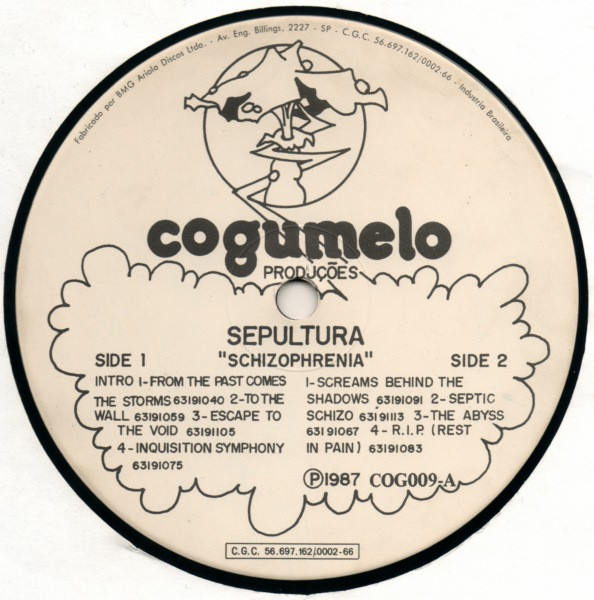 Fabricado por BMG Ariola Discos Ltda. - Av. Eng. Billings, 2227 - SP - C.G.C. 56.697.162/0002-66 - Industria Brasileira
cogumelo
PRODUÇÕES
SEPULTURA
SIDE 1 "SCHIZOPHRENIA" SIDE 2
INTRO 1-FROM THE PAST COMES
THE STORMS 63191040 2-TO THE
WALL 63191059 3-ESCAPE TO
THE VOID 63191105
4-INQUISITION SYMPHONY
63191075
1-SCREAMS BEHIND THE
SHADOWS 63191091 2-SEPTIC
SCHIZO 63191113 3-THE ABYSS
63191067 4-R.I.P. (REST
IN PAIN) 63191083
Ⓟ1987 COG009-A
C.G.C. 56.697.162/0002-66